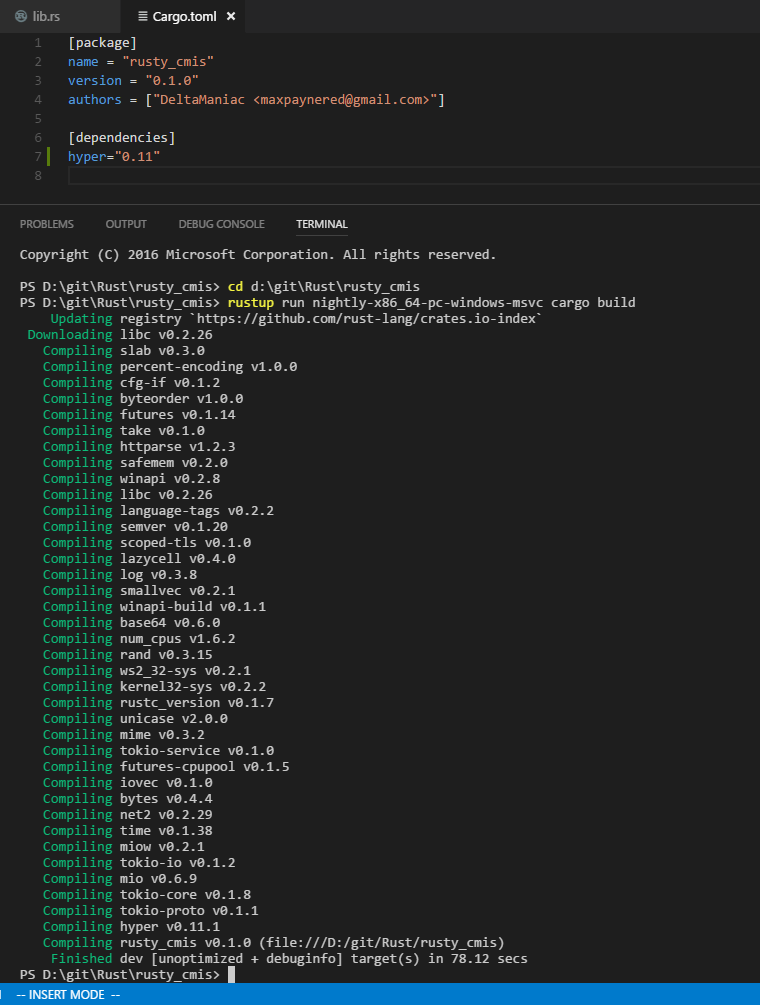 lib.rs
Cargo.toml ×
1 [package]
2 name = "rusty_cmis"
3 version = "0.1.0"
4 authors = ["DeltaManiac <maxpaynered@gmail.com>"]
5
6 [dependencies]
7 hyper="0.11"
8
PROBLEMS OUTPUT DEBUG CONSOLE TERMINAL
Copyright (C) 2016 Microsoft Corporation. All rights reserved.
PS D:\git\Rust\rusty_cmis> cd d:\git\Rust\rusty_cmis
PS D:\git\Rust\rusty_cmis> rustup run nightly-x86_64-pc-windows-msvc cargo build
Updating registry `https://github.com/rust-lang/crates.io-index`
Downloading libc v0.2.26
Compiling slab v0.3.0
Compiling percent-encoding v1.0.0
Compiling cfg-if v0.1.2
Compiling byteorder v1.0.0
Compiling futures v0.1.14
Compiling take v0.1.0
Compiling httparse v1.2.3
Compiling safemem v0.2.0
Compiling winapi v0.2.8
Compiling libc v0.2.26
Compiling language-tags v0.2.2
Compiling semver v0.1.20
Compiling scoped-tls v0.1.0
Compiling lazycell v0.4.0
Compiling log v0.3.8
Compiling smallvec v0.2.1
Compiling winapi-build v0.1.1
Compiling base64 v0.6.0
Compiling num_cpus v1.6.2
Compiling rand v0.3.15
Compiling ws2_32-sys v0.2.1
Compiling kernel32-sys v0.2.2
Compiling rustc_version v0.1.7
Compiling unicase v2.0.0
Compiling mime v0.3.2
Compiling tokio-service v0.1.0
Compiling futures-cpupool v0.1.5
Compiling iovec v0.1.0
Compiling bytes v0.4.4
Compiling net2 v0.2.29
Compiling time v0.1.38
Compiling miow v0.2.1
Compiling tokio-io v0.1.2
Compiling mio v0.6.9
Compiling tokio-core v0.1.8
Compiling tokio-proto v0.1.1
Compiling hyper v0.11.1
Compiling rusty_cmis v0.1.0 (file:///D:/git/Rust/rusty_cmis)
Finished dev [unoptimized + debuginfo] target(s) in 78.12 secs
PS D:\git\Rust\rusty_cmis>
-- INSERT MODE --